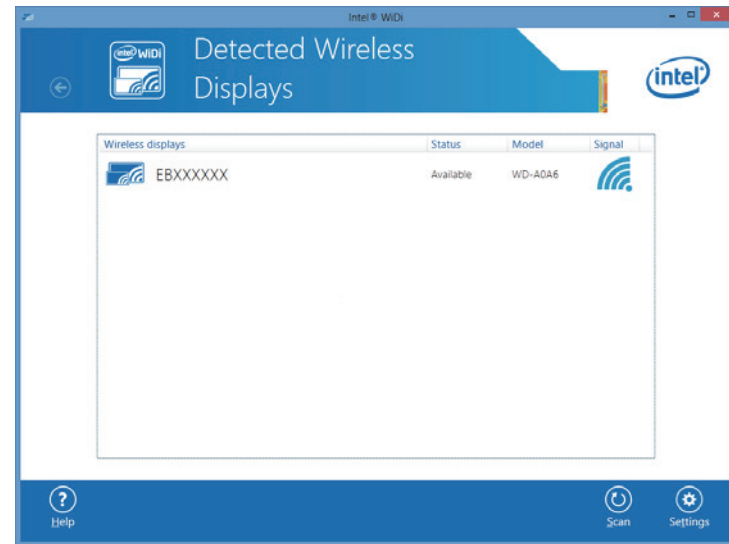 Intel® WiDi
intel WiDi
Detected Wireless
Displays
intel
Wireless displays Status Model Signal
EBXXXXXX Available WD-A0A6
Help Scan Settings